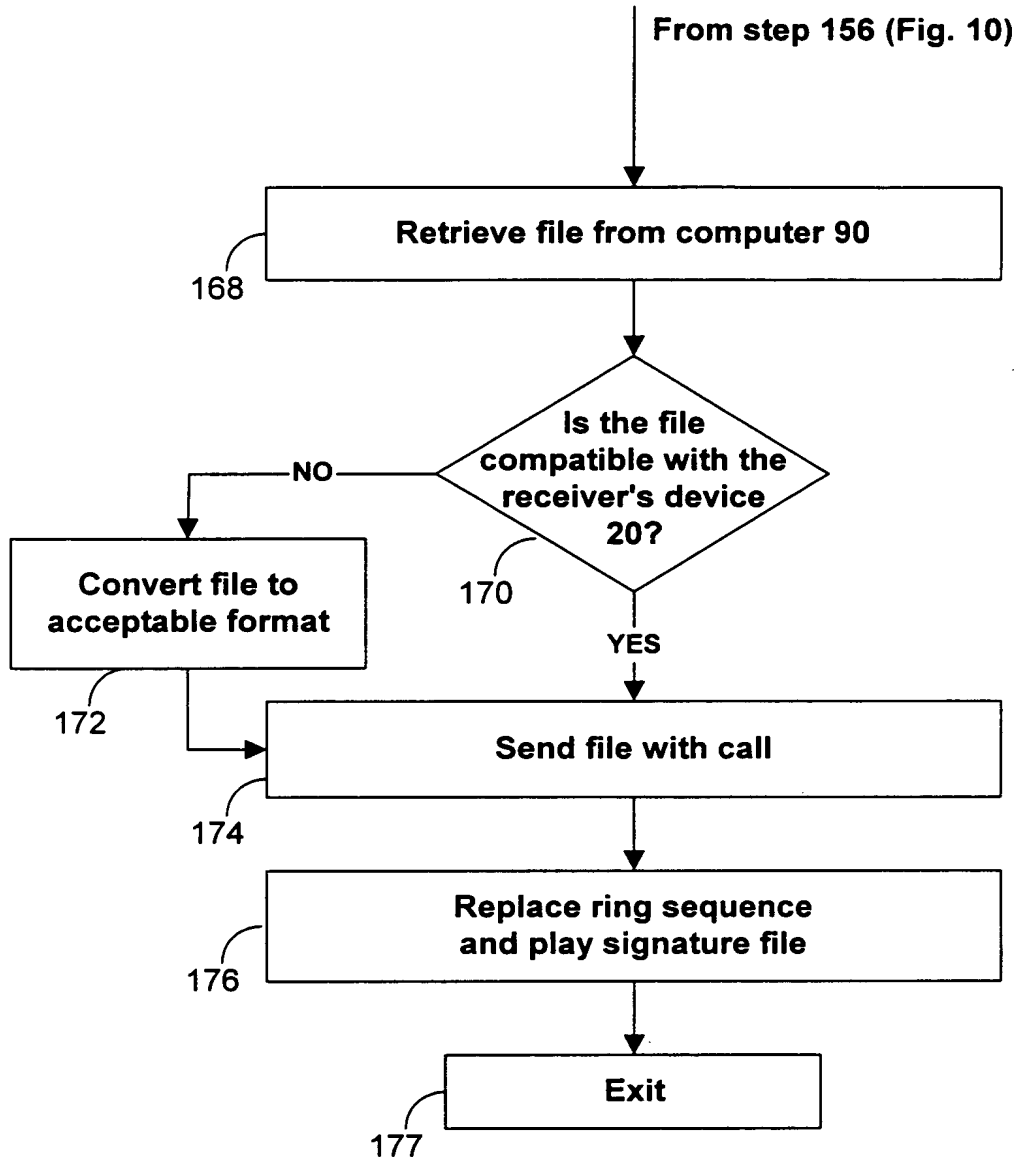 From step 156 (Fig. 10)
Retrieve file from computer 90
168
Is the file
compatible with the
receiver's device
20?
NO
170
Convert file to
acceptable format
YES
172
Send file with call
174
Replace ring sequence
and play signature file
176
Exit
177